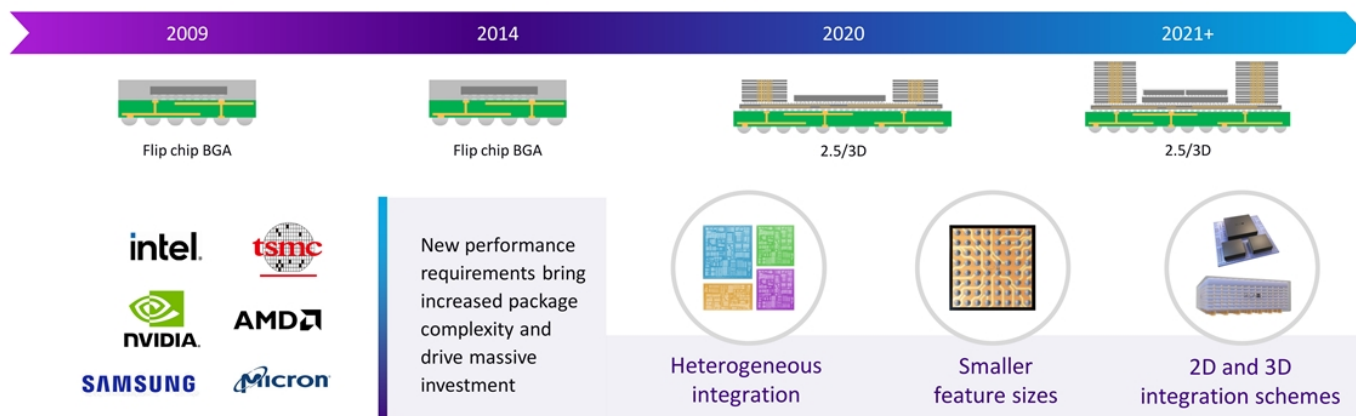 2009
2014
2020
2021+
Flip chip BGA
Flip chip BGA
2.5/3D
2.5/3D
intel.
tsmc
NVIDIA.
AMD
SAMSUNG
Micron
New performance
requirements bring
increased package
complexity and
drive massive
investment
Heterogeneous
integration
Smaller
feature sizes
2D and 3D
integration schemes